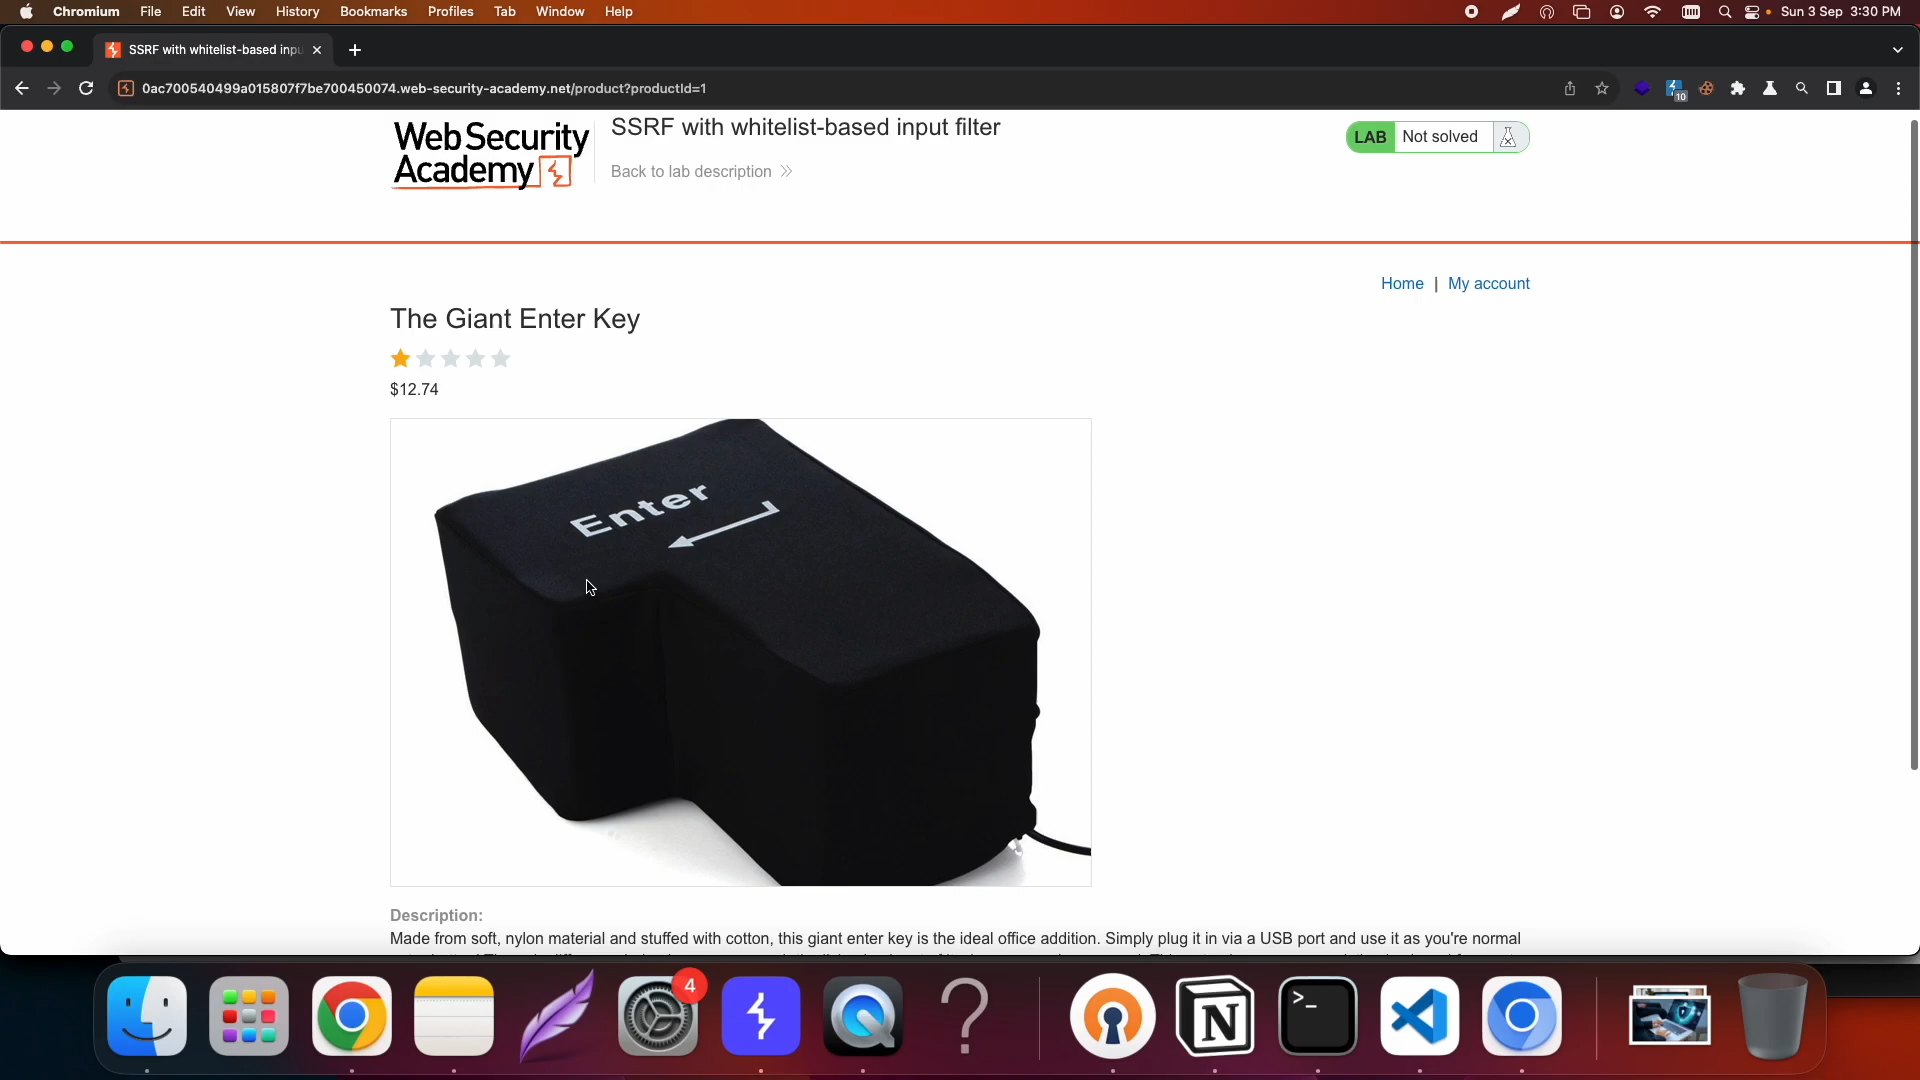 Chromium File Edit View History Bookmarks Profiles Tab Window Help Sun 3 Sep 3:30 PM
SSRF with whitelist-based inpu
0ac700540499a015807f7be700450074.web-security-academy.net/product?productId=1
10
Web Security
Academy
SSRF with whitelist-based input filter
Back to lab description
LAB Not solved
Home | My account
The Giant Enter Key
$12.74
Enter
Description:
Made from soft, nylon material and stuffed with cotton, this giant enter key is the ideal office addition. Simply plug it in via a USB port and use it as you're normal
4